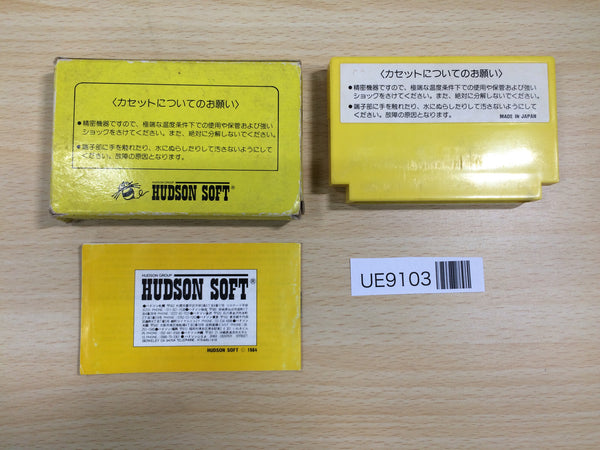 〈カセットについてのお願い〉
●精密機器ですので、極端な温度条件下での使用や保管および強い
ショックをさけてください。また、絶対に分解しないでください。
●端子部に手を触れたり、水にぬらしたりして汚さないようにして
ください。故障の原因となります。
HUDSON SOFT®
〈カセットについてのお願い〉
●精密機器ですので、極端な温度条件下での使用や保管および強い
ショックをさけてください。また、絶対に分解しないでください。
●端子部に手を触れたり、水にぬらしたりして汚さないようにして
ください。故障の原因となります。
MADE IN JAPAN
HUDSON GROUP
HUDSON SOFT®
HUDSON SOFT © 1984
UE9103